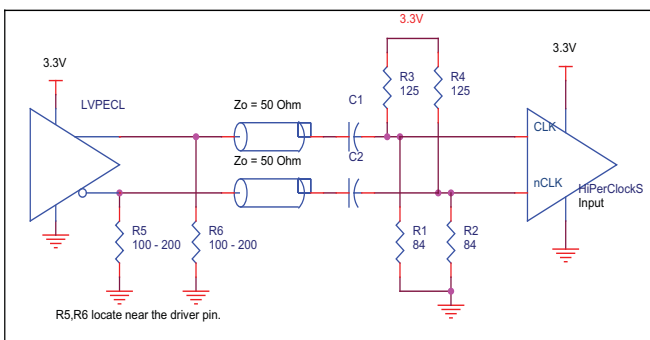 3.3V
3.3V
3.3V
LVPECL
R3
125
R4
125
Zo = 50 Ohm
C1
CLK
Zo = 50 Ohm
C2
nCLK
HiPerClockS
Input
R5
100 - 200
R6
100 - 200
R1
84
R2
84
R5,R6 locate near the driver pin.